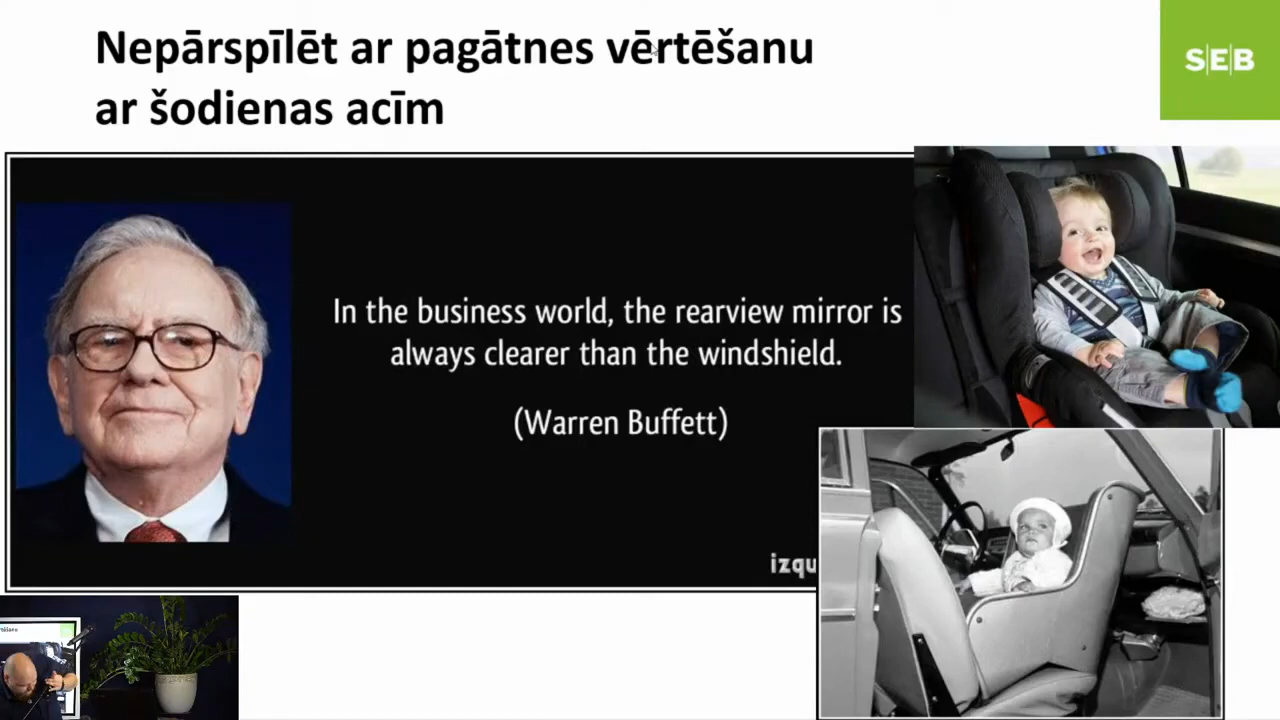 Nepārspīlēt ar pagātnes vērtēšanu
ar šodienas acīm
S|E|B
In the business world, the rearview mirror is
always clearer than the windshield.
(Warren Buffett)
izqu